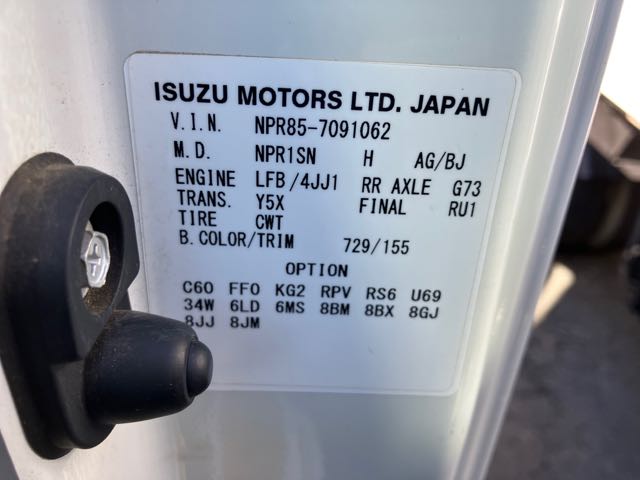 ISUZU MOTORS LTD. JAPAN
V.I.N. NPR85-7091062
M.D. NPR1SN H AG/BJ
ENGINE LFB/4JJ1 RR AXLE G73
TRANS. Y5X FINAL RU1
TIRE CWT
B.COLOR/TRIM 729/155
OPTION
C60 FF0 KG2 RPV RS6 U69
34W 6LD 6MS 8BM 8BX 8GJ
8JJ 8JM